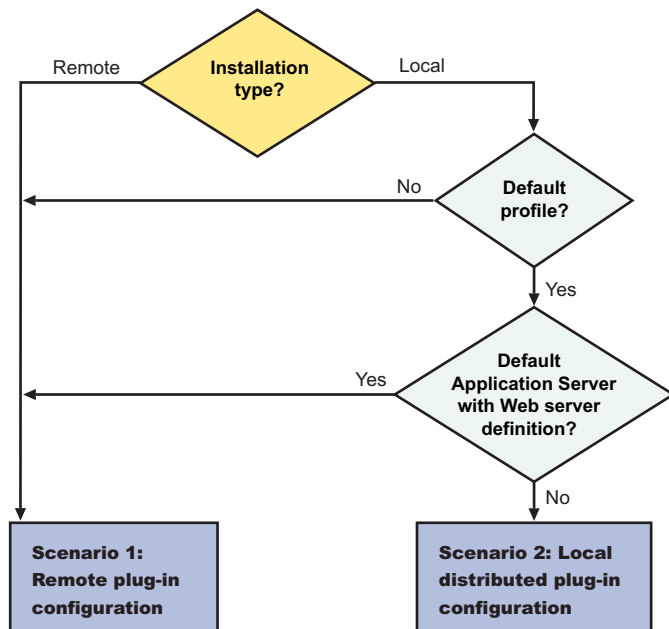 Remote
Installation
type?
Local
No
Default
profile?
Yes
Yes
Default
Application Server
with Web server
definition?
No
Scenario 1:
Remote plug-in
configuration
Scenario 2: Local
distributed plug-in
configuration